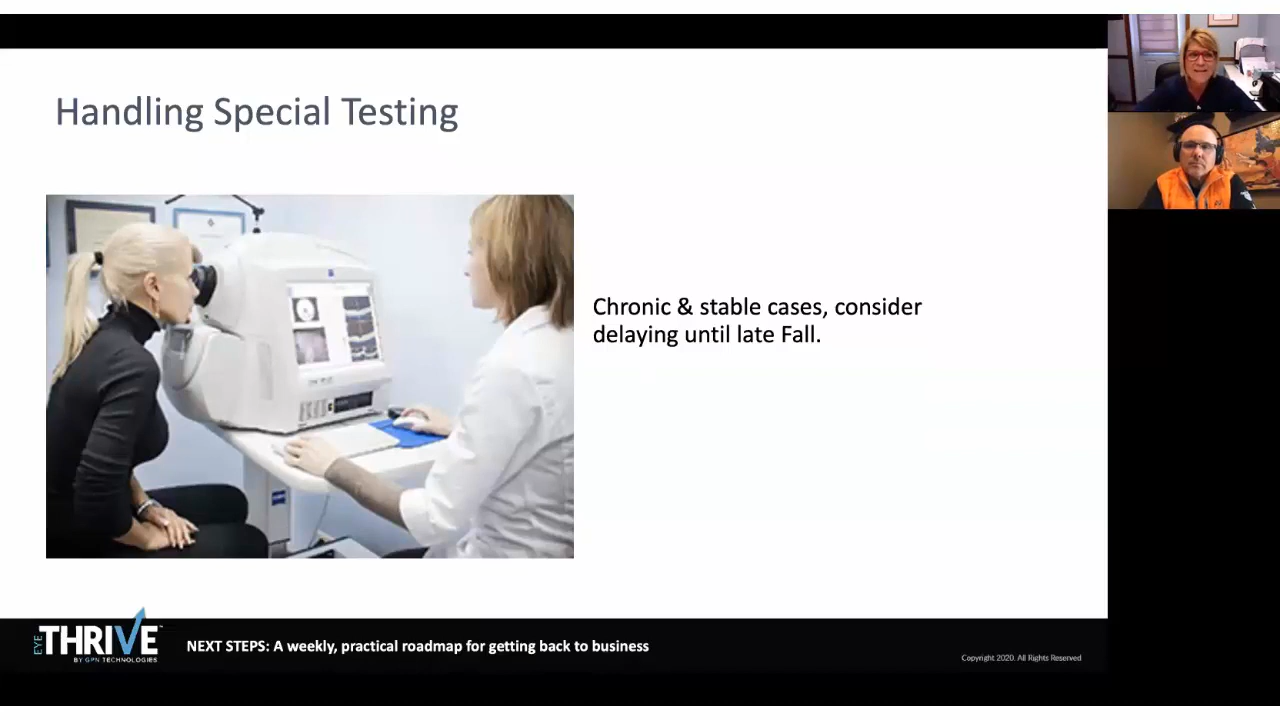 Handling Special Testing
Chronic & stable cases, consider
delaying until late Fall.
EYE
THRIVE™
BY GPN TECHNOLOGIES
NEXT STEPS: A weekly, practical roadmap for getting back to business
Copyright 2020. All Rights Reserved